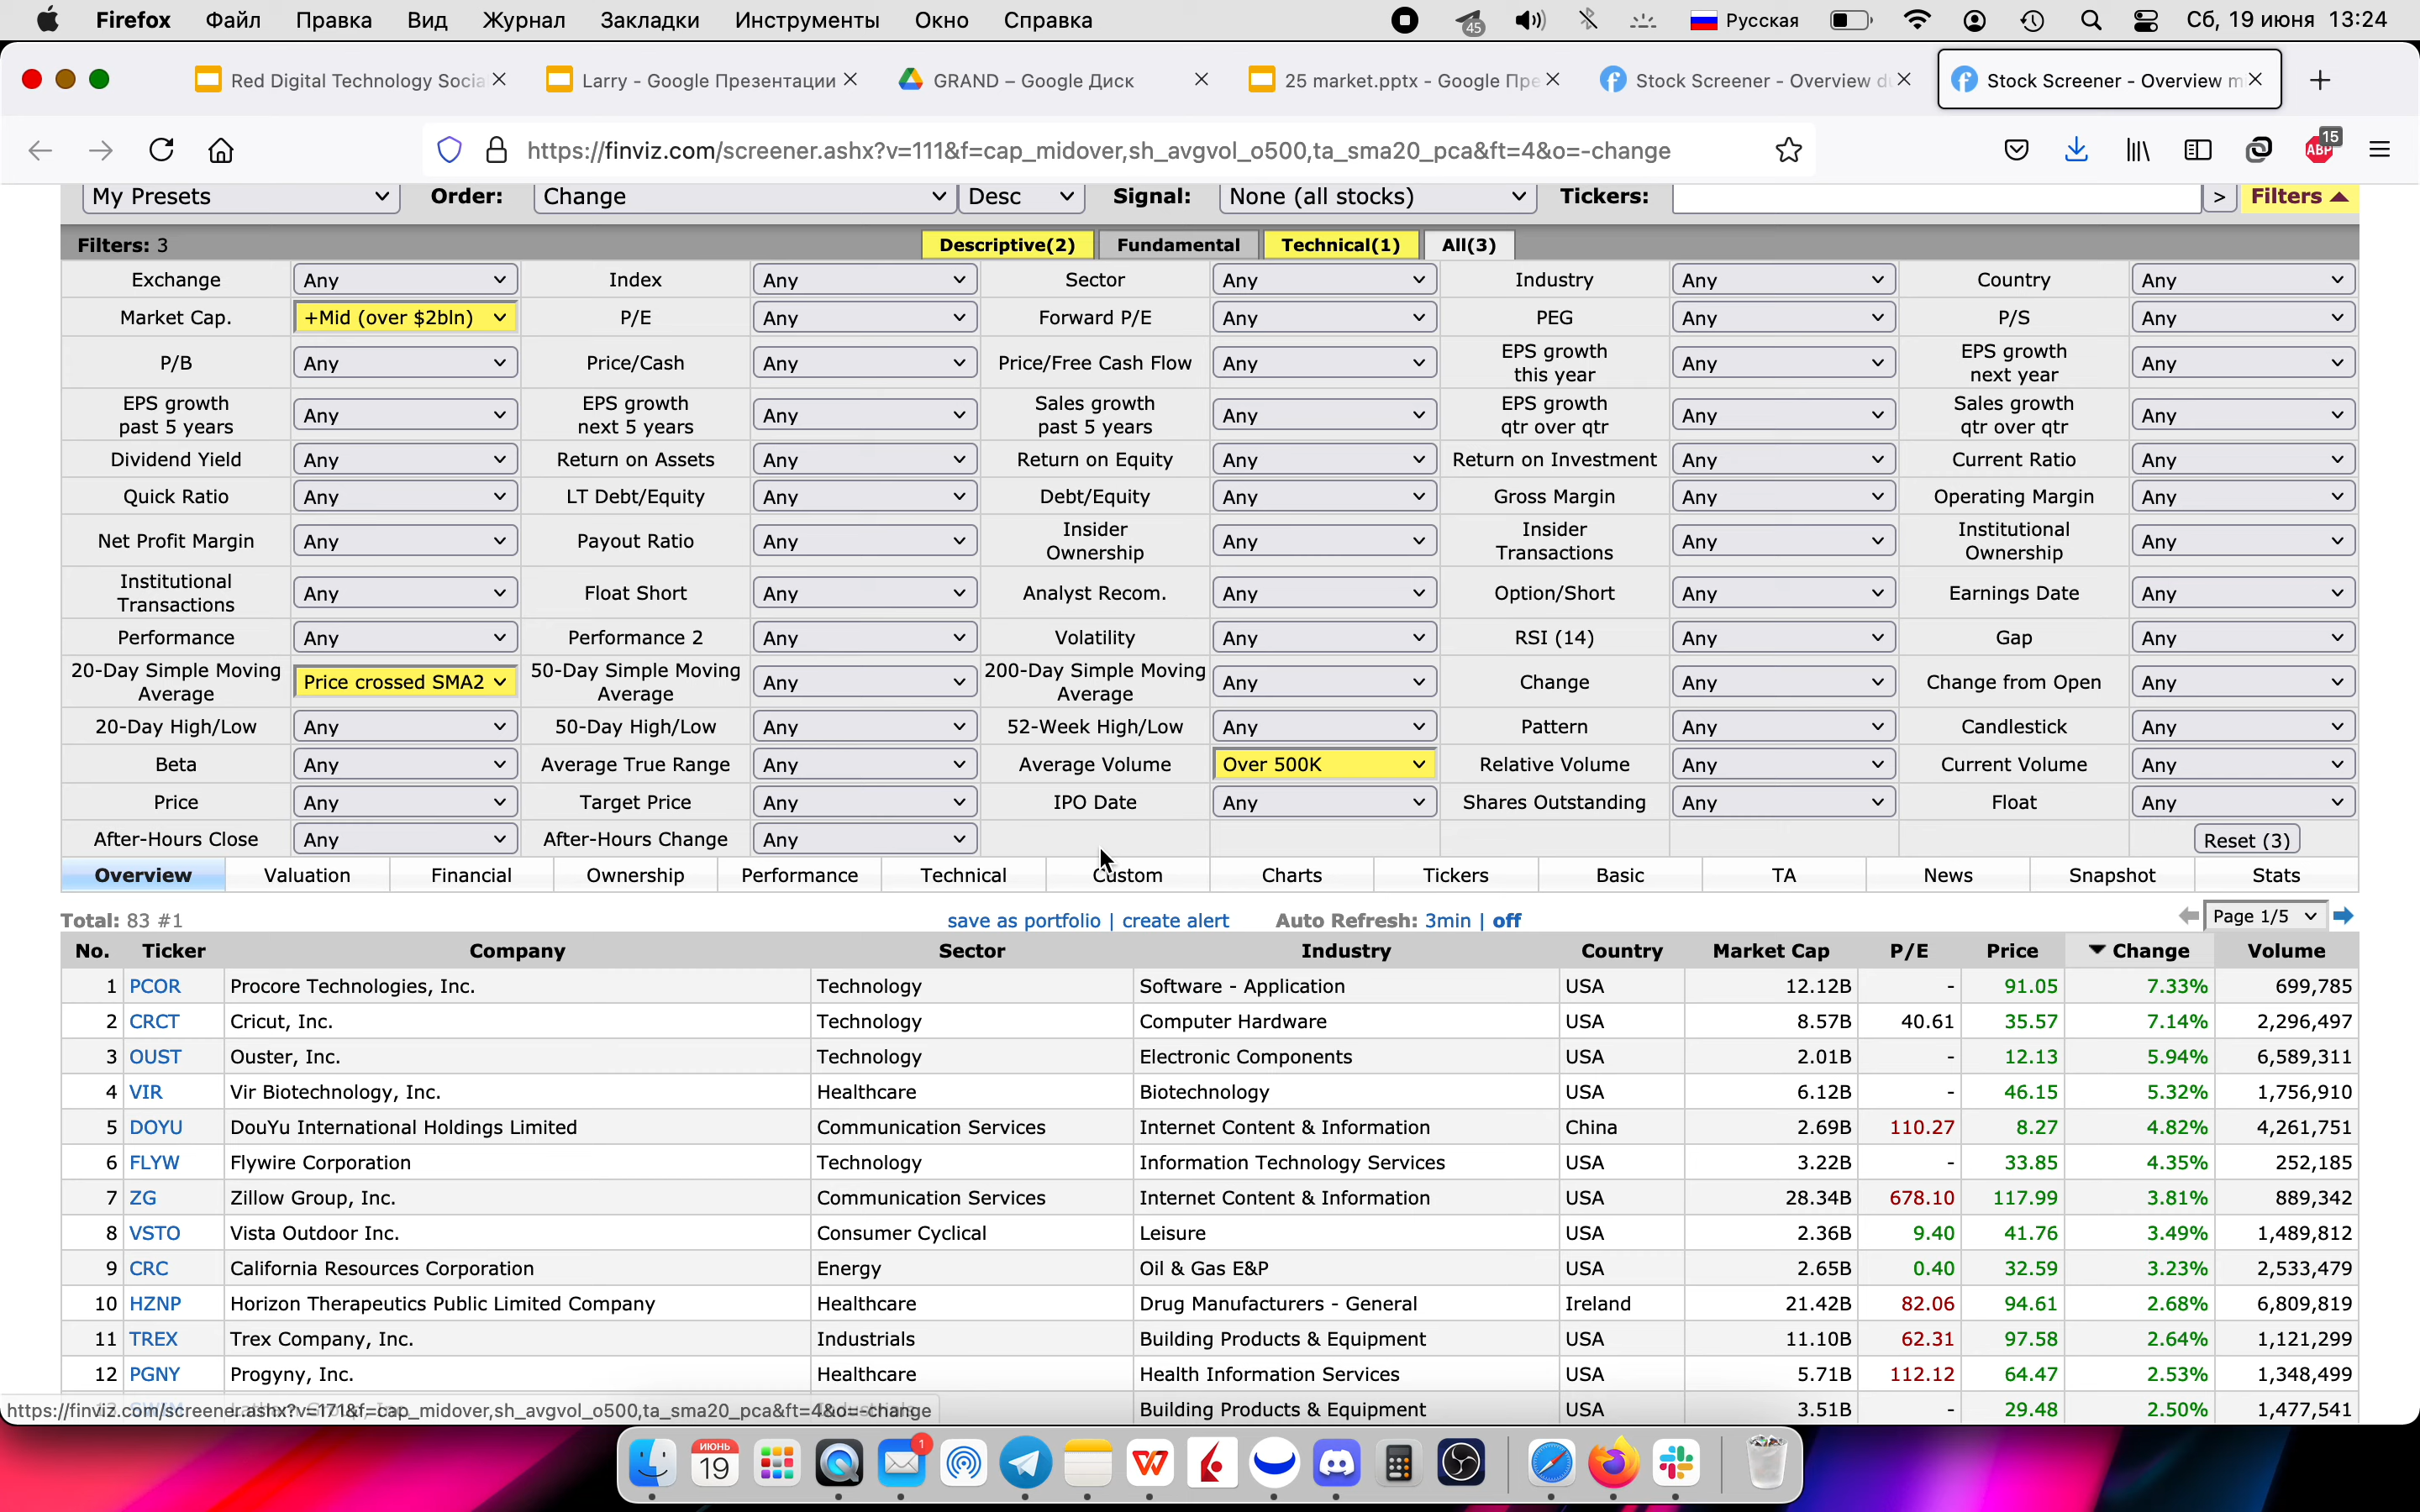 Firefox Файл Правка Вид Журнал Закладки Инструменты Окно Справка 45 Русская Сб, 19 июня 13:24
Red Digital Technology Socia Larry - Google Презентации GRAND – Google Диск 25 market.pptx - Google Пре Stock Screener - Overview d Stock Screener - Overview m
https://finviz.com/screener.ashx?v=111&f=cap_midover,sh_avgvol_o500,ta_sma20_pca&ft=4&o=-change ABP 15
My Presets Order: Change Desc Signal: None (all stocks) Tickers: > Filters
Filters: 3 Descriptive(2) Fundamental Technical(1) All(3)
Exchange Any Index Any Sector Any Industry Any Country Any
Market Cap. +Mid (over $2bln) P/E Any Forward P/E Any PEG Any P/S Any
P/B Any Price/Cash Any Price/Free Cash Flow Any EPS growth this year Any EPS growth next year Any
EPS growth past 5 years Any EPS growth next 5 years Any Sales growth past 5 years Any EPS growth qtr over qtr Any Sales growth qtr over qtr Any
Dividend Yield Any Return on Assets Any Return on Equity Any Return on Investment Any Current Ratio Any
Quick Ratio Any LT Debt/Equity Any Debt/Equity Any Gross Margin Any Operating Margin Any
Net Profit Margin Any Payout Ratio Any Insider Ownership Any Insider Transactions Any Institutional Ownership Any
Institutional Transactions Any Float Short Any Analyst Recom. Any Option/Short Any Earnings Date Any
Performance Any Performance 2 Any Volatility Any RSI (14) Any Gap Any
20-Day Simple Moving Average Price crossed SMA2 50-Day Simple Moving Average Any 200-Day Simple Moving Average Any Change Any Change from Open Any
20-Day High/Low Any 50-Day High/Low Any 52-Week High/Low Any Pattern Any Candlestick Any
Beta Any Average True Range Any Average Volume Over 500K Relative Volume Any Current Volume Any
Price Any Target Price Any IPO Date Any Shares Outstanding Any Float Any
After-Hours Close Any After-Hours Change Any Reset (3)
Overview Valuation Financial Ownership Performance Technical Custom Charts Tickers Basic TA News Snapshot Stats
Total: 83 #1 save as portfolio | create alert Auto Refresh: 3min | off Page 1/5
No. Ticker Company Sector Industry Country Market Cap P/E Price Change Volume
1 PCOR Procore Technologies, Inc. Technology Software - Application USA 12.12B - 91.05 7.33% 699,785
2 CRCT Cricut, Inc. Technology Computer Hardware USA 8.57B 40.61 35.57 7.14% 2,296,497
3 OUST Ouster, Inc. Technology Electronic Components USA 2.01B - 12.13 5.94% 6,589,311
4 VIR Vir Biotechnology, Inc. Healthcare Biotechnology USA 6.12B - 46.15 5.32% 1,756,910
5 DOYU DouYu International Holdings Limited Communication Services Internet Content & Information China 2.69B 110.27 8.27 4.82% 4,261,751
6 FLYW Flywire Corporation Technology Information Technology Services USA 3.22B - 33.85 4.35% 252,185
7 ZG Zillow Group, Inc. Communication Services Internet Content & Information USA 28.34B 678.10 117.99 3.81% 889,342
8 VSTO Vista Outdoor Inc. Consumer Cyclical Leisure USA 2.36B 9.40 41.76 3.49% 1,489,812
9 CRC California Resources Corporation Energy Oil & Gas E&P USA 2.65B 0.40 32.59 3.23% 2,533,479
10 HZNP Horizon Therapeutics Public Limited Company Healthcare Drug Manufacturers - General Ireland 21.42B 82.06 94.61 2.68% 6,809,819
11 TREX Trex Company, Inc. Industrials Building Products & Equipment USA 11.10B 62.31 97.58 2.64% 1,121,299
12 PGNY Progyny, Inc. Healthcare Health Information Services USA 5.71B 112.12 64.47 2.53% 1,348,499
https://finviz.com/screener.ashx?v=171&f=cap_midover,sh_avgvol_o500,ta_sma20_pca&ft=4&o=-change Building Products & Equipment USA 3.51B - 29.48 2.50% 1,477,541
ИЮНЬ 19 1